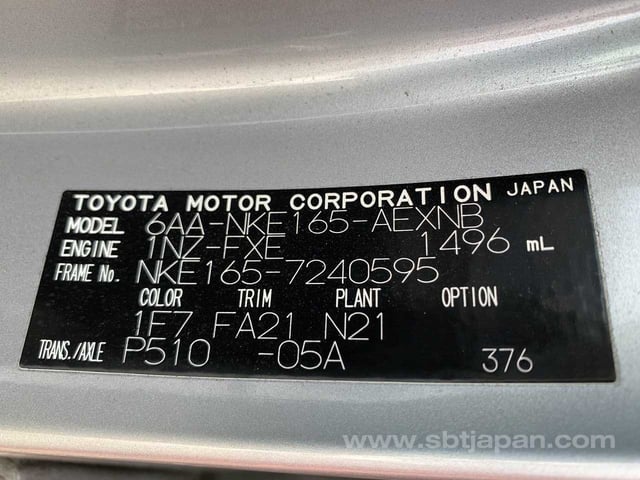 TOYOTA MOTOR CORPORATION JAPAN
MODEL 6AA-NKE165-AEXNB
ENGINE 1NZ-FXE 1496 mL
FRAME No. NKE165-7240595
COLOR TRIM PLANT OPTION
1F7 FA21 N21
TRANS./AXLE P510 -05A 376
www.sbtjapan.com